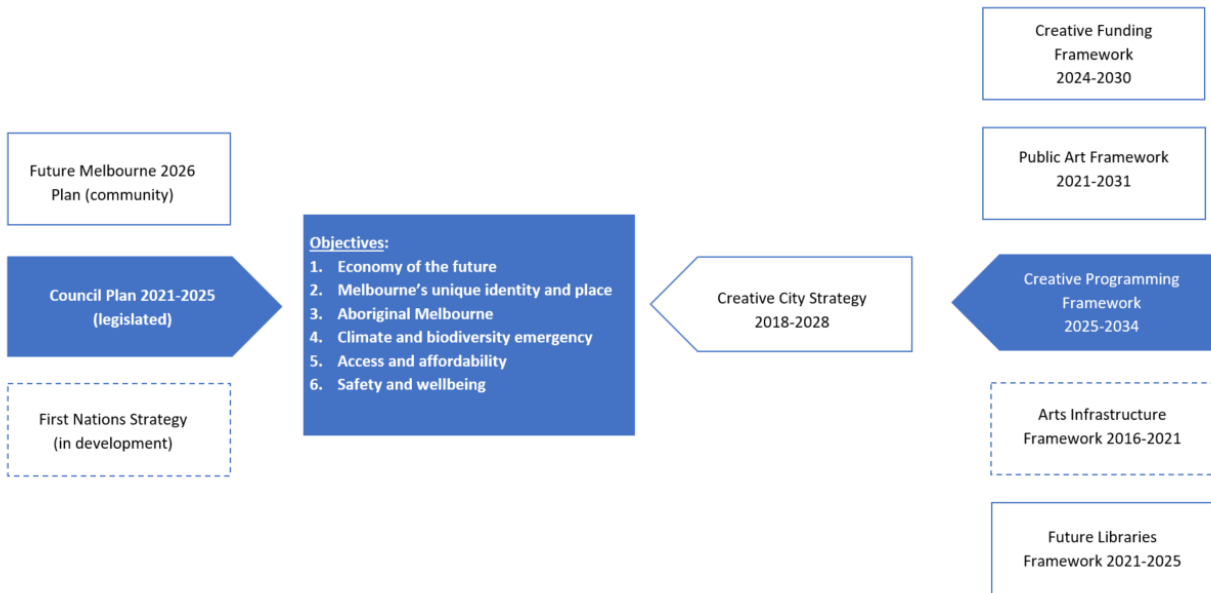 Future Melbourne 2026
Plan (community)
Council Plan 2021-2025
(legislated)
First Nations Strategy
(in development)
Objectives:
1. Economy of the future
2. Melbourne's unique identity and place
3. Aboriginal Melbourne
4. Climate and biodiversity emergency
5. Access and affordability
6. Safety and wellbeing
Creative City Strategy
2018-2028
Creative Funding
Framework
2024-2030
Public Art Framework
2021-2031
Creative Programming
Framework
2025-2034
Arts Infrastructure
Framework 2016-2021
Future Libraries
Framework 2021-2025